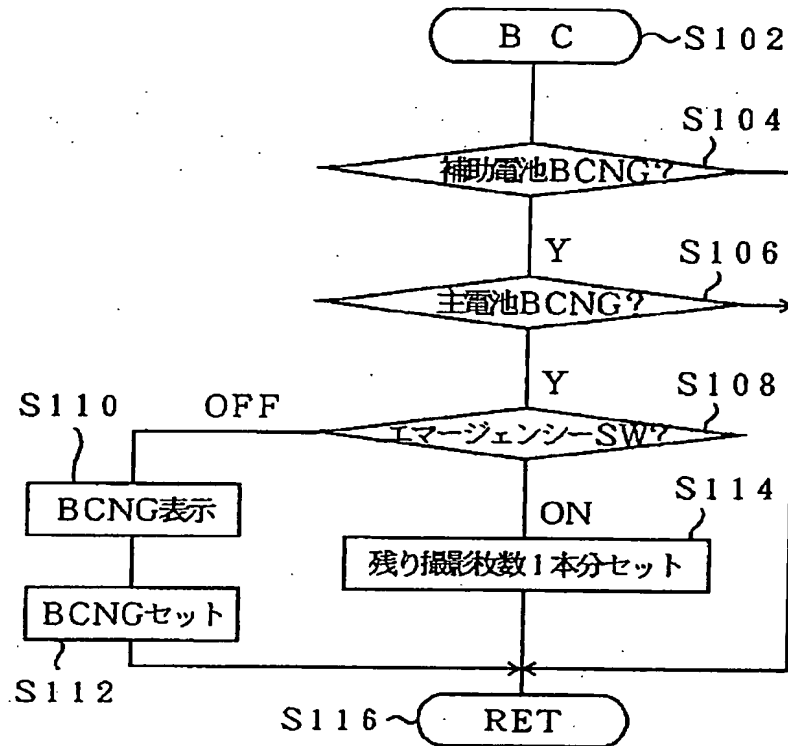 B C
S102
S104
補助電池BCNG?
Y
S106
主電池BCNG?
Y
S108
エマージェンシーSW?
OFF
S110
BCNG表示
ON
S114
残り撮影枚数1本分セット
BCNGセット
S112
S116
RET